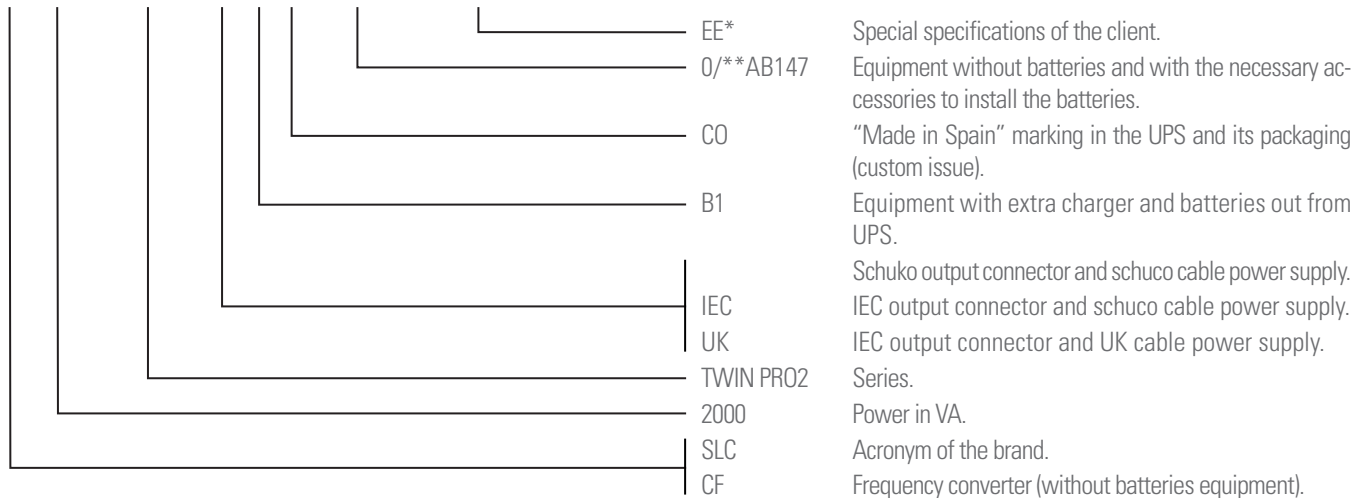 EE* Special specifications of the client.
0/**AB147 Equipment without batteries and with the necessary ac-
cessories to install the batteries.
CO “Made in Spain” marking in the UPS and its packaging
(custom issue).
B1 Equipment with extra charger and batteries out from
UPS.
Schuko output connector and schuco cable power supply.
IEC IEC output connector and schuco cable power supply.
UK IEC output connector and UK cable power supply.
TWIN PRO2 Series.
2000 Power in VA.
SLC Acronym of the brand.
CF Frequency converter (without batteries equipment).